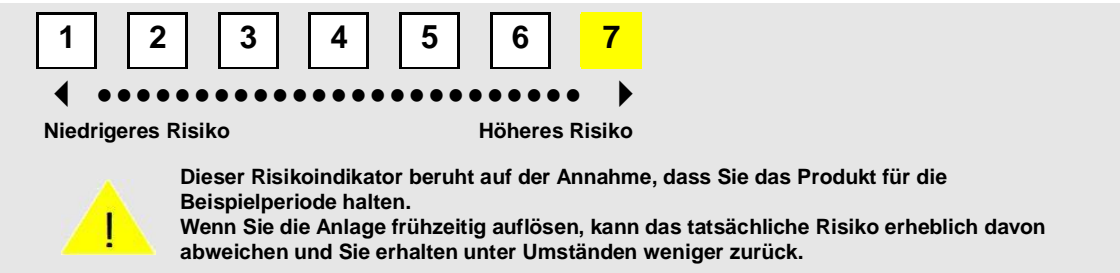 1 2 3 4 5 6 7
Niedrigeres Risiko Höheres Risiko
Dieser Risikoindikator beruht auf der Annahme, dass Sie das Produkt für die
Beispielperiode halten.
Wenn Sie die Anlage frühzeitig auflösen, kann das tatsächliche Risiko erheblich davon
abweichen und Sie erhalten unter Umständen weniger zurück.
!